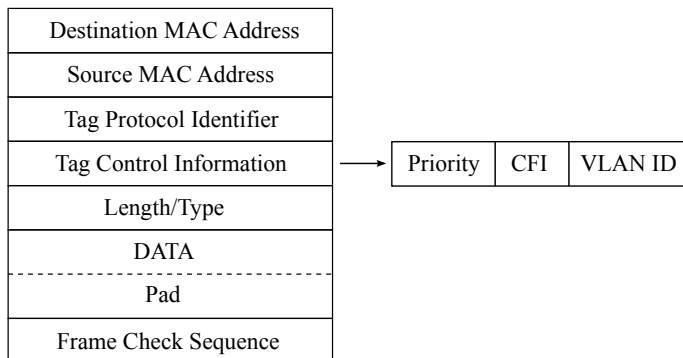 Destination MAC Address
Source MAC Address
Tag Protocol Identifier
Tag Control Information
Priority CFI VLAN ID
Length/Type
DATA
Pad
Frame Check Sequence